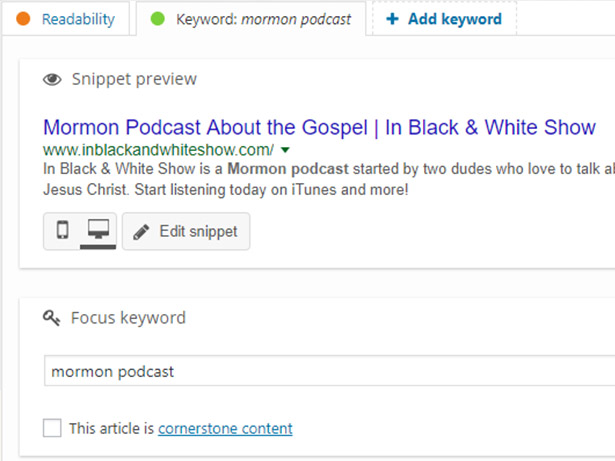 Readability
Keyword: mormon podcast
+ Add keyword
Snippet preview
Mormon Podcast About the Gospel | In Black & White Show
www.inblackandwhiteshow.com/
In Black & White Show is a Mormon podcast started by two dudes who love to talk
Jesus Christ. Start listening today on iTunes and more!
Edit snippet
Focus keyword
mormon podcast
This article is cornerstone content